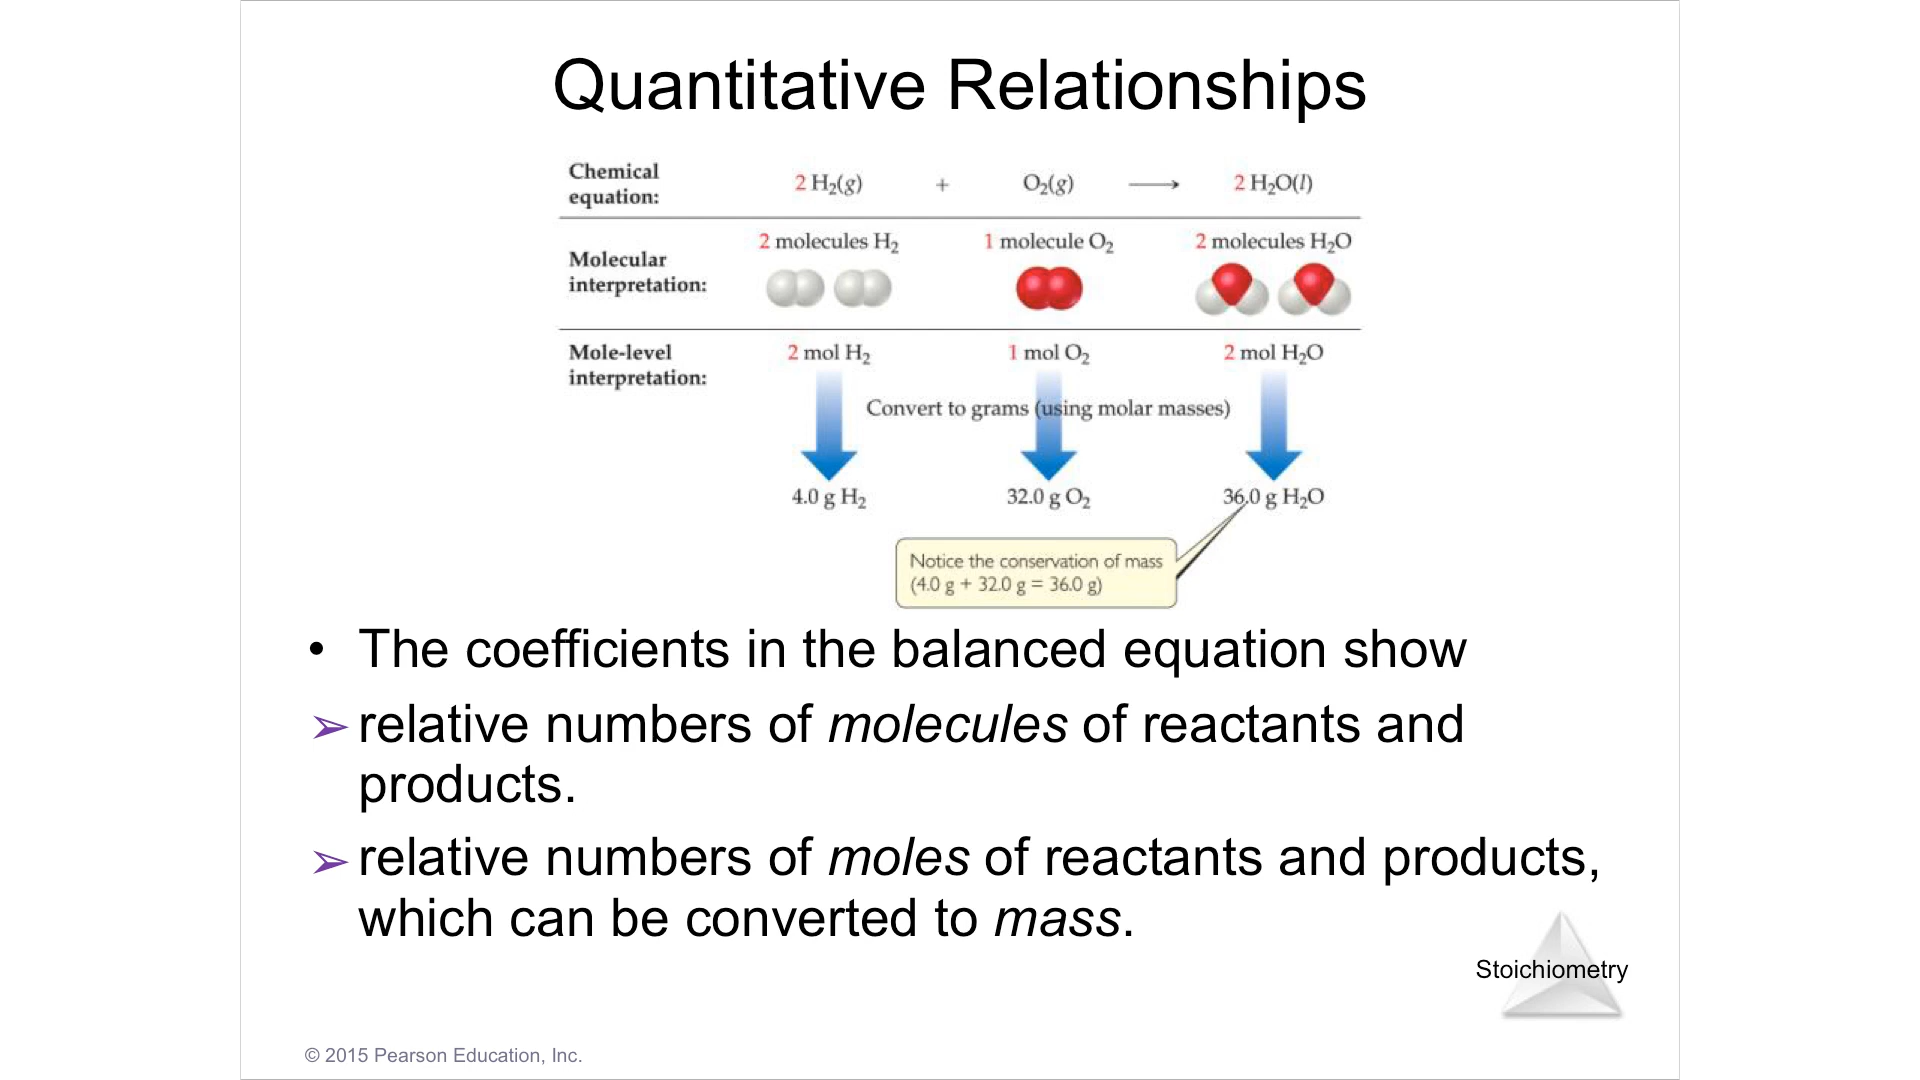 Quantitative Relationships
Chemical
equation:
2 H₂(g) + O₂(g) ⟶ 2 H₂O(l)
2 molecules H₂ 1 molecule O₂ 2 molecules H₂O
Molecular
interpretation:
Mole-level
interpretation:
2 mol H₂ 1 mol O₂ 2 mol H₂O
Convert to grams (using molar masses)
4.0 g H₂ 32.0 g O₂ 36.0 g H₂O
Notice the conservation of mass
(4.0 g + 32.0 g = 36.0 g)
• The coefficients in the balanced equation show
➢ relative numbers of molecules of reactants and
products.
➢ relative numbers of moles of reactants and products,
which can be converted to mass.
Stoichiometry
© 2015 Pearson Education, Inc.